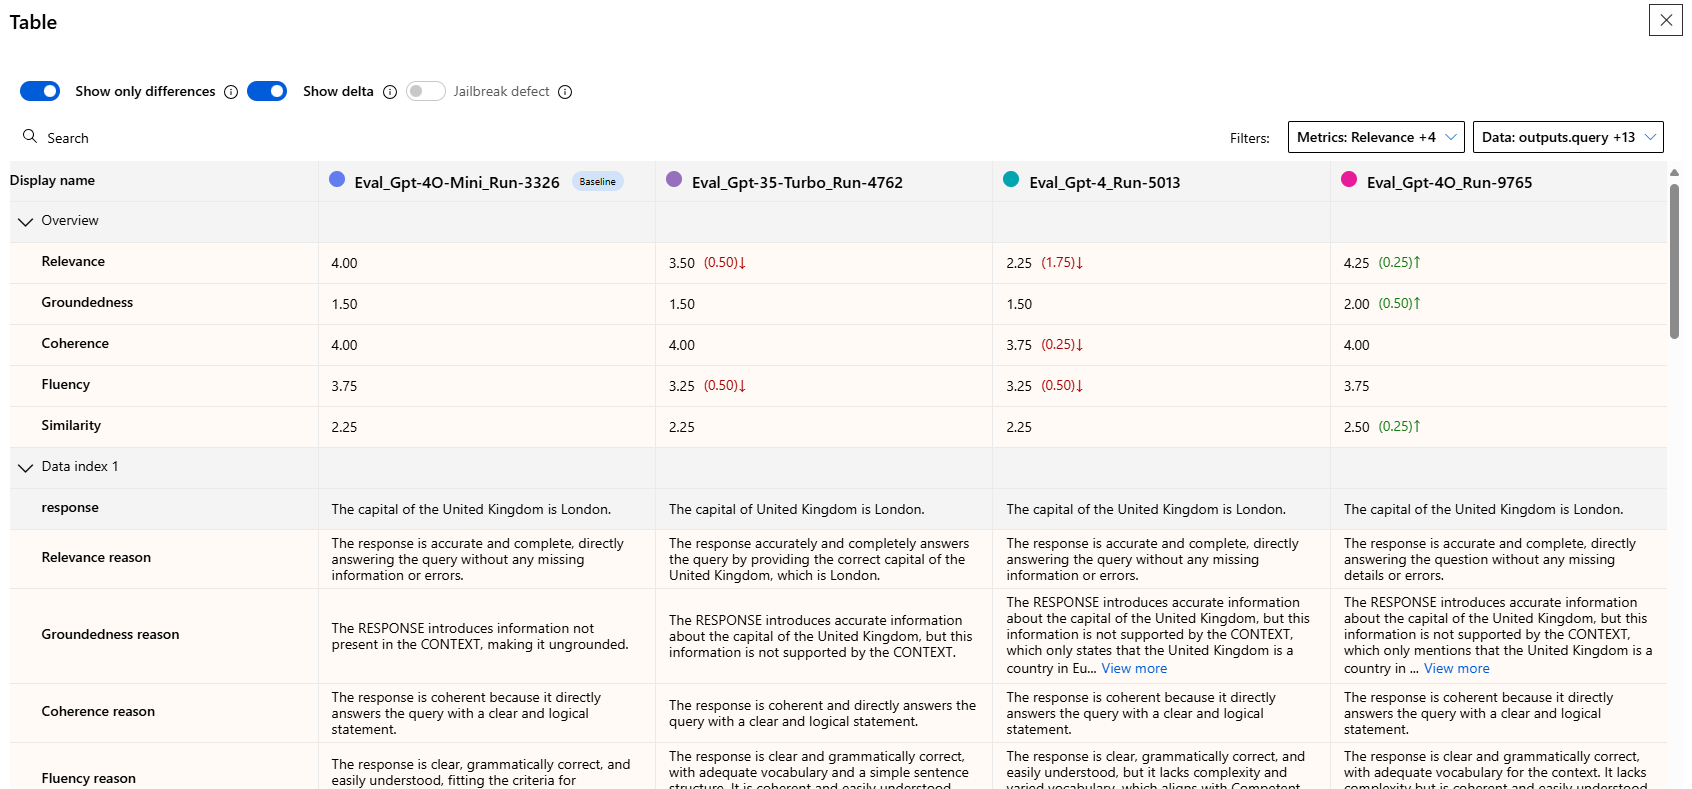 Table
Show only differences Show delta Jailbreak defect
Search Filters: Metrics: Relevance +4 Data: outputs.query +13
Display name Eval_Gpt-4O-Mini_Run-3326 Baseline Eval_Gpt-35-Turbo_Run-4762 Eval_Gpt-4_Run-5013 Eval_Gpt-4O_Run-9765
Overview
Relevance 4.00 3.50 (0.50)↓ 2.25 (1.75)↓ 4.25 (0.25)↑
Groundedness 1.50 1.50 1.50 2.00 (0.50)↑
Coherence 4.00 4.00 3.75 (0.25)↓ 4.00
Fluency 3.75 3.25 (0.50)↓ 3.25 (0.50)↓ 3.75
Similarity 2.25 2.25 2.25 2.50 (0.25)↑
Data index 1
response The capital of the United Kingdom is London. The capital of United Kingdom is London. The capital of the United Kingdom is London. The capital of the United Kingdom is London.
Relevance reason
The response is accurate and complete, directly
answering the query without any missing
information or errors.
The response accurately and completely answers
the query by providing the correct capital of the
United Kingdom, which is London.
The response is accurate and complete, directly
answering the query without any missing
information or errors.
The response is accurate and complete, directly
answering the question without any missing
details or errors.
Groundedness reason
The RESPONSE introduces information not
present in the CONTEXT, making it ungrounded.
The RESPONSE introduces accurate information
about the capital of the United Kingdom, but this
information is not supported by the CONTEXT.
The RESPONSE introduces accurate information
about the capital of the United Kingdom, but this
information is not supported by the CONTEXT,
which only states that the United Kingdom is a
country in Eu... View more
The RESPONSE introduces accurate information
about the capital of the United Kingdom, but this
information is not supported by the CONTEXT,
which only mentions that the United Kingdom is a
country in ... View more
Coherence reason
The response is coherent because it directly
answers the query with a clear and logical
statement.
The response is coherent and directly answers the
query with a clear and logical statement.
The response is coherent because it directly
answers the query with a clear and logical
statement.
The response is coherent because it directly
answers the query with a clear and logical
statement.
Fluency reason
The response is clear, grammatically correct, and
easily understood, fitting the criteria for
The response is clear and grammatically correct,
with adequate vocabulary and a simple sentence
structure. It is coherent and easily understood
The response is clear, grammatically correct, and
easily understood, but it lacks complexity and
varied vocabulary, which aligns with Competent
The response is clear and grammatically correct,
with adequate vocabulary for the context. It lacks
complexity but is coherent and easily understood